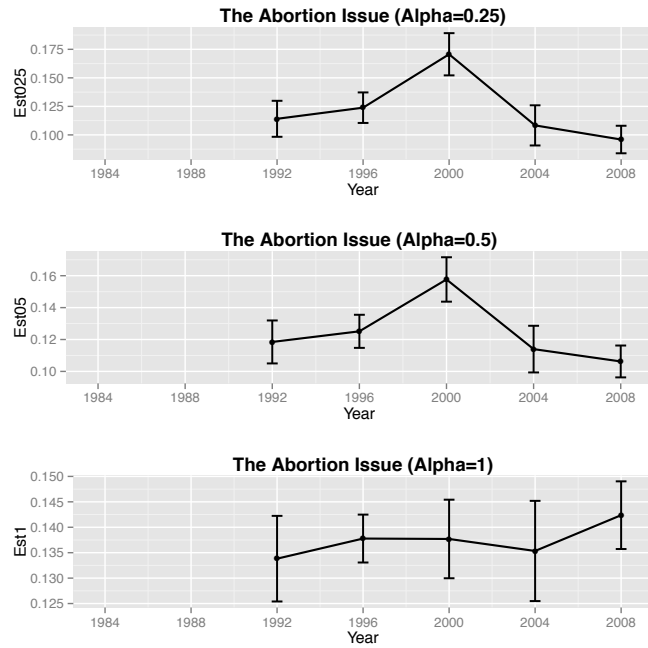 The Abortion Issue (Alpha=0.25)
0.175
0.150
0.125
0.100
Est025
1984 1988 1992 1996 2000 2004 2008
Year
The Abortion Issue (Alpha=0.5)
0.16
0.14
0.12
0.10
Est05
1984 1988 1992 1996 2000 2004 2008
Year
The Abortion Issue (Alpha=1)
0.150
0.145
0.140
0.135
0.130
0.125
Est1
1984 1988 1992 1996 2000 2004 2008
Year